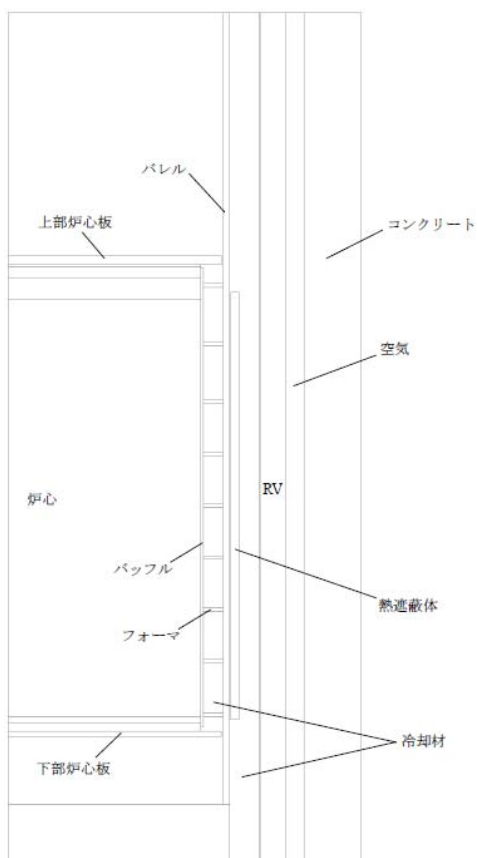 バレル
上部炉心板
コンクリート
空気
炉心
RV
バッフル
熱遮蔽体
フォーマ
冷却材
下部炉心板